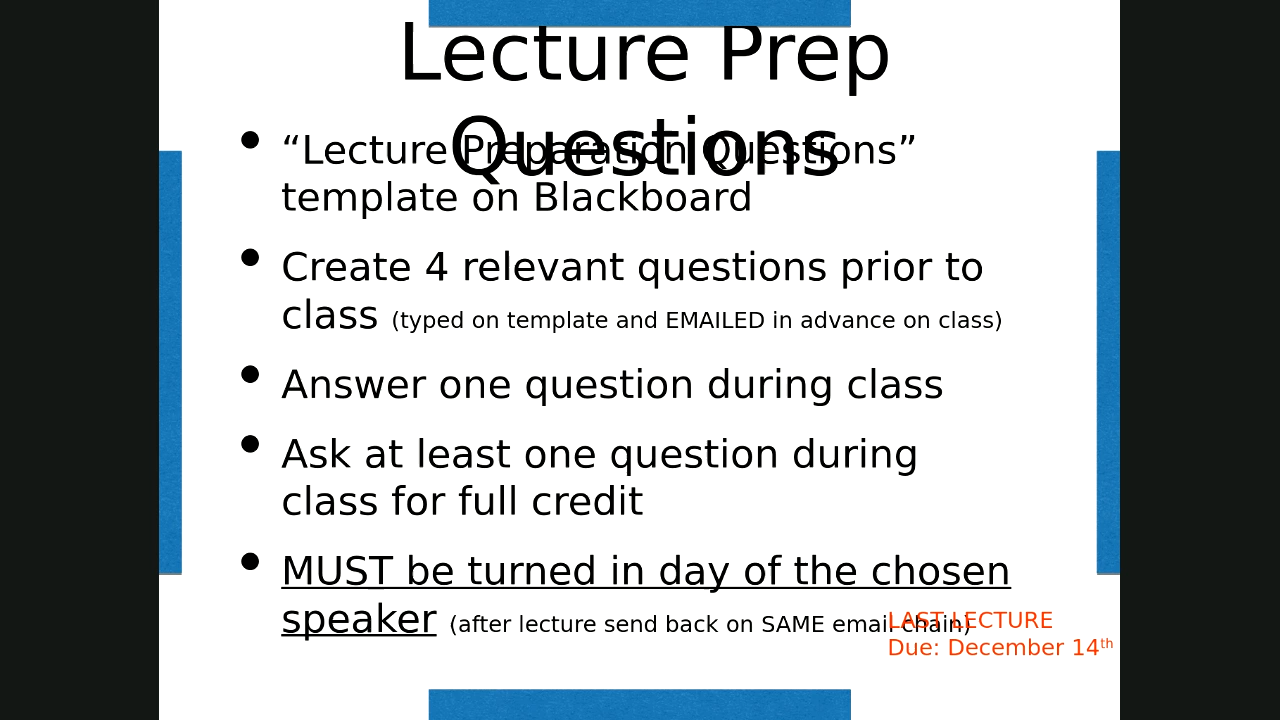 Lecture Prep
Questions
• “Lecture Preparation Questions”
template on Blackboard
• Create 4 relevant questions prior to
class (typed on template and EMAILED in advance on class)
• Answer one question during class
• Ask at least one question during
class for full credit
• MUST be turned in day of the chosen
speaker (after lecture send back on SAME email chain)
LAST LECTURE
Due: December 14th